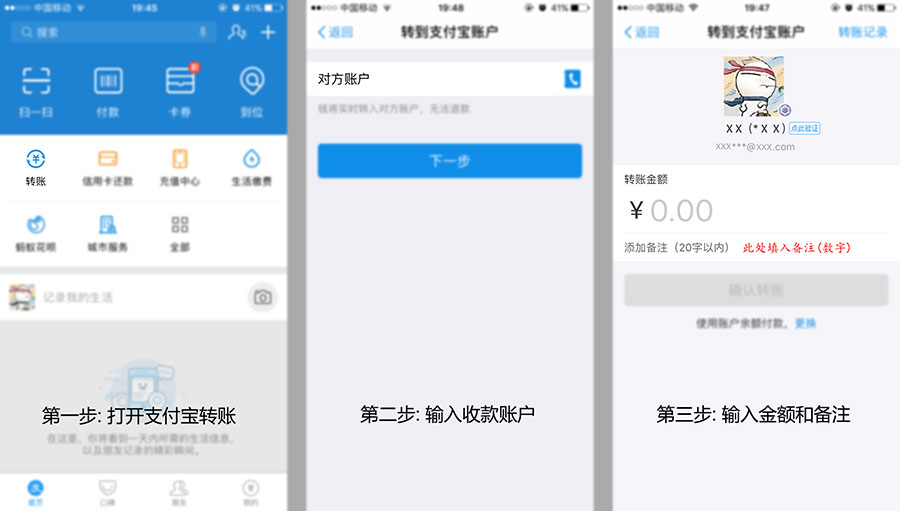 中国移动
19:45
41%
搜索
扫一扫
付款
卡券
到位
转账
信用卡还款
充值中心
生活缴费
蚂蚁花呗
城市服务
全部
记录我的生活
第一步: 打开支付宝转账
在这里，你将看到一天内所需的生活信息，
以及朋友记录的精彩瞬间。
首页
口碑
朋友
我的
中国移动
19:48
41%
返回
转到支付宝账户
对方账户
钱将实时转入对方账户，无法退款
下一步
第二步: 输入收款账户
中国移动
19:47
41%
返回
转到支付宝账户
转账记录
X X（* X X）点此验证
xxx***@xxx.com
转账金额
¥ 0.00
添加备注（20字以内） 此处填入备注(数字)
确认转账
使用账户余额付款，更换
第三步: 输入金额和备注